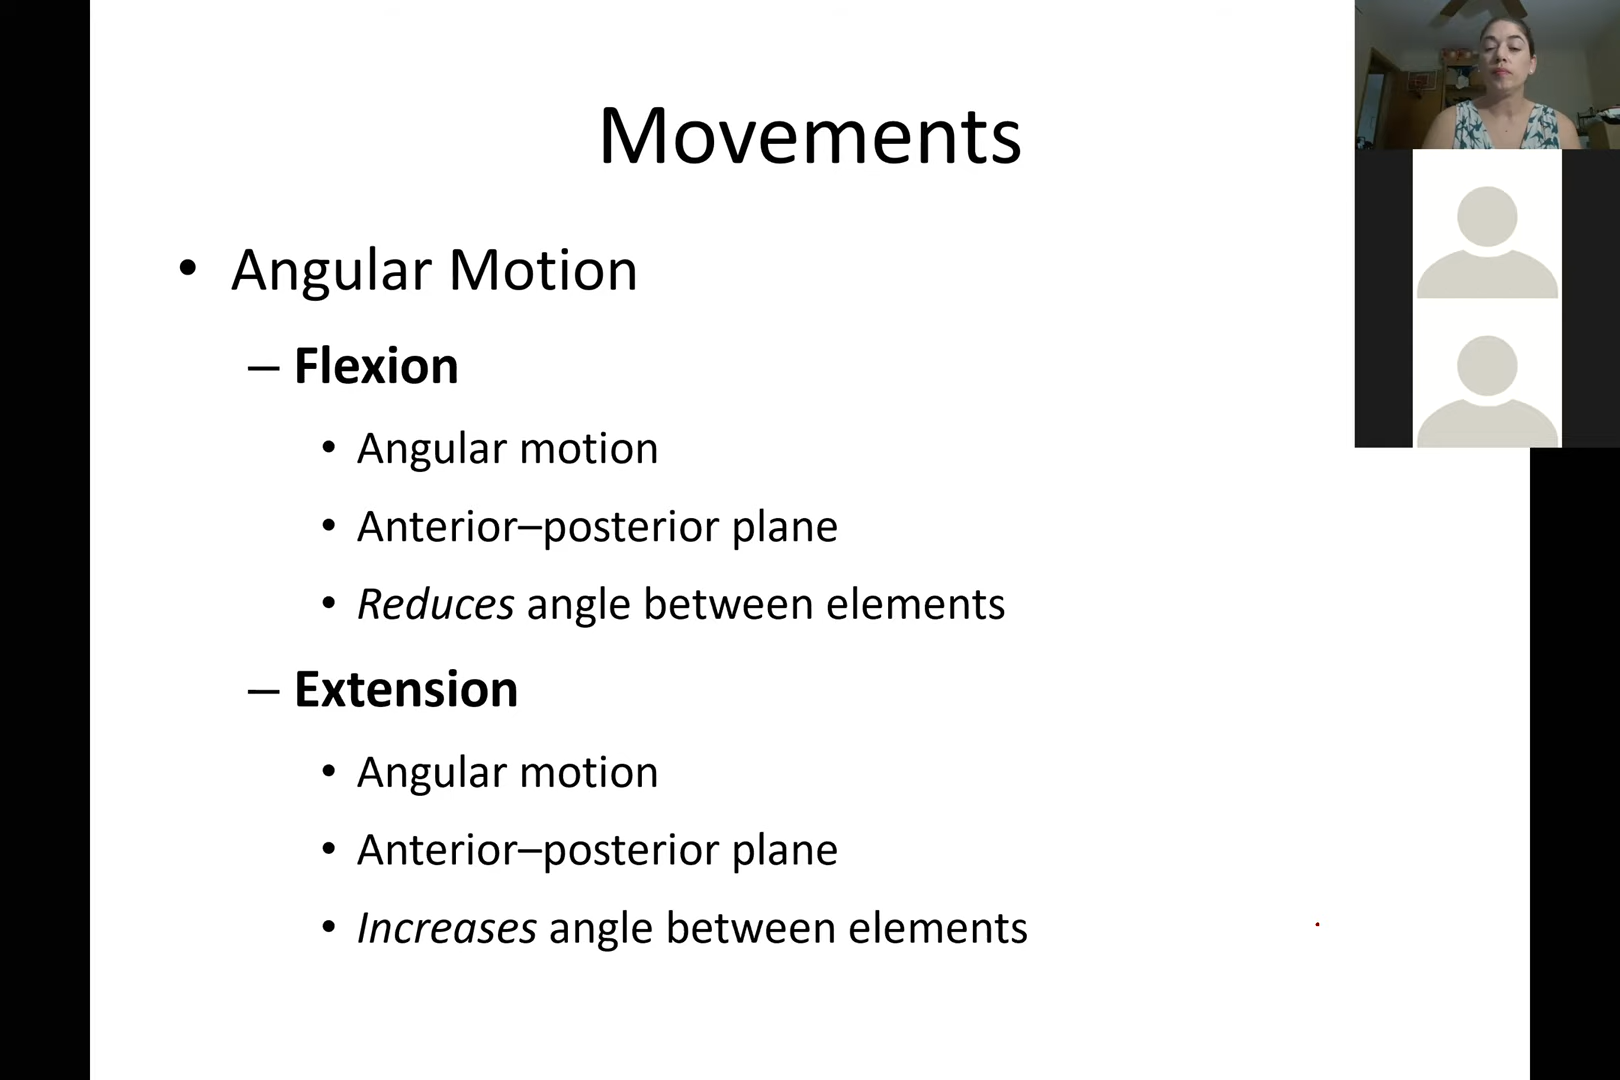 Movements
• Angular Motion
– Flexion
• Angular motion
• Anterior–posterior plane
• Reduces angle between elements
– Extension
• Angular motion
• Anterior–posterior plane
• Increases angle between elements